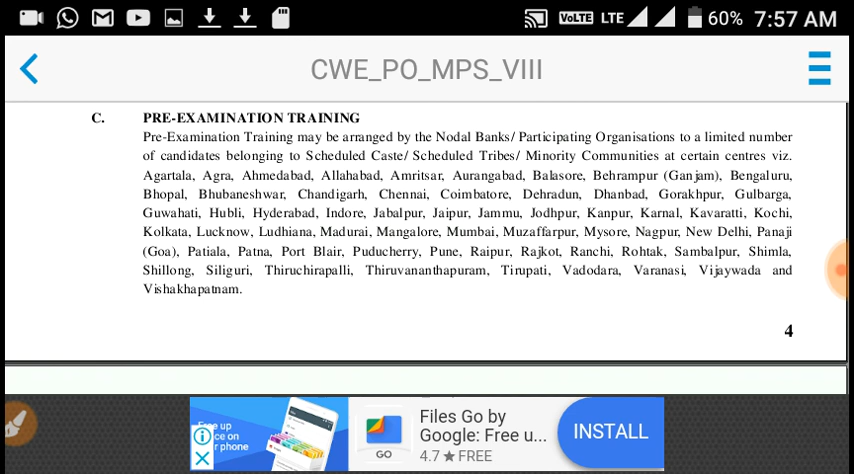 VoLTE LTE 60% 7:57 AM
CWE_PO_MPS_VIII
C. PRE-EXAMINATION TRAINING
Pre-Examination Training may be arranged by the Nodal Banks/ Participating Organisations to a limited number
of candidates belonging to Scheduled Caste/ Scheduled Tribes/ Minority Communities at certain centres viz.
Agartala, Agra, Ahmedabad, Allahabad, Amritsar, Aurangabad, Balasore, Behrampur (Ganjam), Bengaluru,
Bhopal, Bhubaneshwar, Chandigarh, Chennai, Coimbatore, Dehradun, Dhanbad, Gorakhpur, Gulbarga,
Guwahati, Hubli, Hyderabad, Indore, Jabalpur, Jaipur, Jammu, Jodhpur, Kanpur, Karnal, Kavaratti, Kochi,
Kolkata, Lucknow, Ludhiana, Madurai, Mangalore, Mumbai, Muzaffarpur, Mysore, Nagpur, New Delhi, Panaji
(Goa), Patiala, Patna, Port Blair, Puducherry, Pune, Raipur, Rajkot, Ranchi, Rohtak, Sambalpur, Shimla,
Shillong, Siliguri, Thiruchirapalli, Thiruvananthapuram, Tirupati, Vadodara, Varanasi, Vijaywada and
Vishakhapatnam.
4
Files Go by
Google: Free u...
4.7 ★ FREE
GO
INSTALL